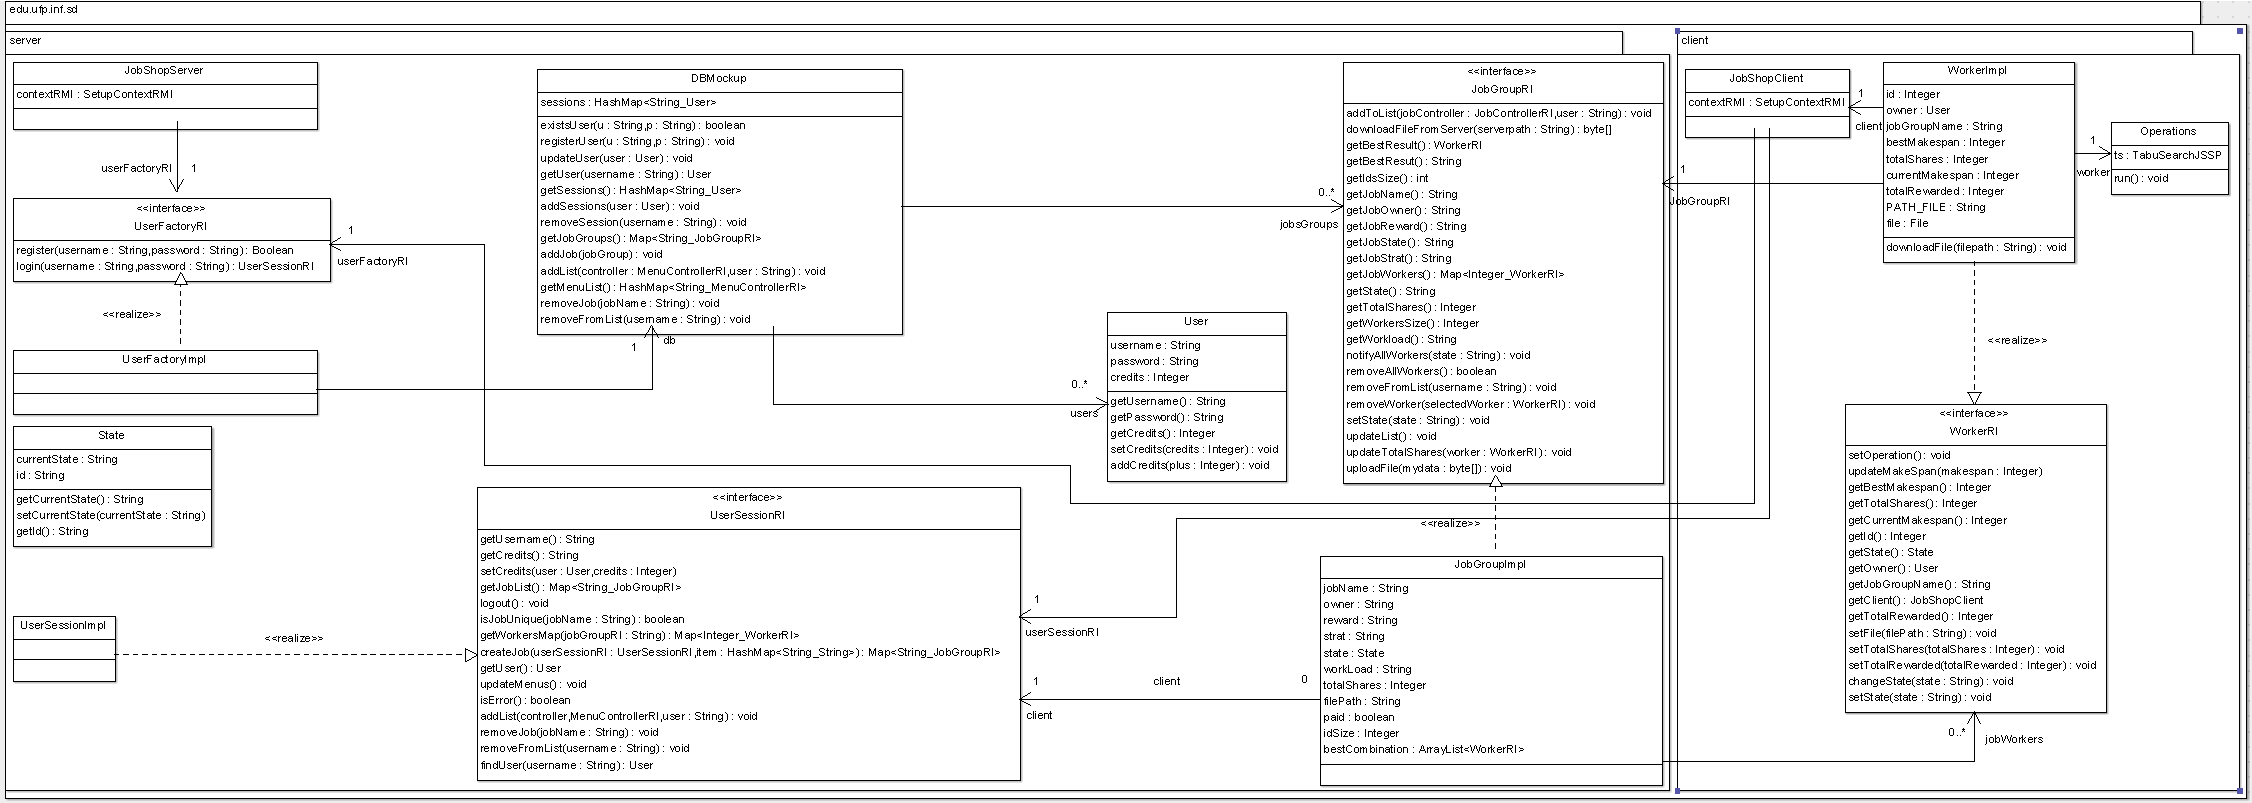 edu.ufp.inf.sd
server
JobShopServer
contextRMI : SetupContextRMI
userFactoryRI
1
<<interface>>
UserFactoryRI
register(username : String,password : String) : Boolean
login(username : String,password : String) : UserSessionRI
1
userFactoryRI
<<realize>>
UserFactoryImpl
State
currentState : String
id : String
getCurrentState() : String
setCurrentState(currentState : String)
getId() : String
UserSessionImpl
<<realize>>
DBMockup
sessions : HashMap<String_User>
existsUser(u : String,p : String) : boolean
registerUser(u : String,p : String) : void
updateUser(user : User) : void
getUser(username : String) : User
getSessions() : HashMap<String_User>
addSessions(user : User) : void
removeSession(username : String) : void
getJobGroups() : Map<String_JobGroupRI>
addJob(jobGroup) : void
addList(controller : MenuControllerRI,user : String) : void
getMenuList() : HashMap<String_MenuControllerRI>
removeJob(jobName : String) : void
removeFromList(username : String) : void
1
db
0..*
jobsGroups
0..*
users
User
username : String
password : String
credits : Integer
getUsername() : String
getPassword() : String
getCredits() : Integer
setCredits(credits : Integer) : void
addCredits(plus : Integer) : void
<<interface>>
UserSessionRI
getUsername() : String
getCredits() : String
setCredits(user : User,credits : Integer)
getJobList() : Map<String_JobGroupRI>
logout() : void
isJobUnique(jobName : String) : boolean
getWorkersMap(jobGroupRI : String) : Map<Integer_WorkerRI>
createJob(userSessionRI : UserSessionRI,item : HashMap<String_String>) : Map<String_JobGroupRI>
getUser() : User
updateMenus() : void
isError() : boolean
addList(controller,MenuControllerRI,user : String) : void
removeJob(jobName : String) : void
removeFromList(username : String) : void
findUser(username : String) : User
1
userSessionRI
1
client
0
client
<<interface>>
JobGroupRI
addToList(jobController : JobControllerRI,user : String) : void
downloadFileFromServer(serverpath : String) : byte[]
getBestResult() : WorkerRI
getBestResut() : String
getIdsSize() : int
getJobName() : String
getJobOwner() : String
getJobReward() : String
getJobState() : String
getJobStrat() : String
getJobWorkers() : Map<Integer_WorkerRI>
getState() : String
getTotalShares() : Integer
getWorkersSize() : Integer
getWorkload() : String
notifyAllWorkers(state : String) : void
removeAllWorkers() : boolean
removeFromList(username : String) : void
removeWorker(selectedWorker : WorkerRI) : void
setState(state : String) : void
updateList() : void
updateTotalShares(worker : WorkerRI) : void
uploadFile(mydata : byte[]) : void
<<realize>>
JobGroupImpl
jobName : String
owner : String
reward : String
strat : String
state : State
workLoad : String
totalShares : Integer
filePath : String
paid : boolean
idSize : Integer
bestCombination : ArrayList<WorkerRI>
client
JobShopClient
contextRMI : SetupContextRMI
1
client
1
JobGroupRI
WorkerImpl
id : Integer
owner : User
jobGroupName : String
bestMakespan : Integer
totalShares : Integer
currentMakespan : Integer
totalRewarded : Integer
PATH_FILE : String
file : File
downloadFile(filepath : String) : void
1
worker
Operations
ts : TabuSearchJSSP
run() : void
<<realize>>
<<interface>>
WorkerRI
setOperation() : void
updateMakeSpan(makespan : Integer)
getBestMakespan() : Integer
getTotalShares() : Integer
getCurrentMakespan() : Integer
getId() : Integer
getState() : State
getOwner() : User
getJobGroupName() : String
getClient() : JobShopClient
getTotalRewarded() : Integer
setFile(filePath : String) : void
setTotalShares(totalShares : Integer) : void
setTotalRewarded(totalRewarded : Integer) : void
changeState(state : String) : void
setState(state : String) : void
0..*
jobWorkers